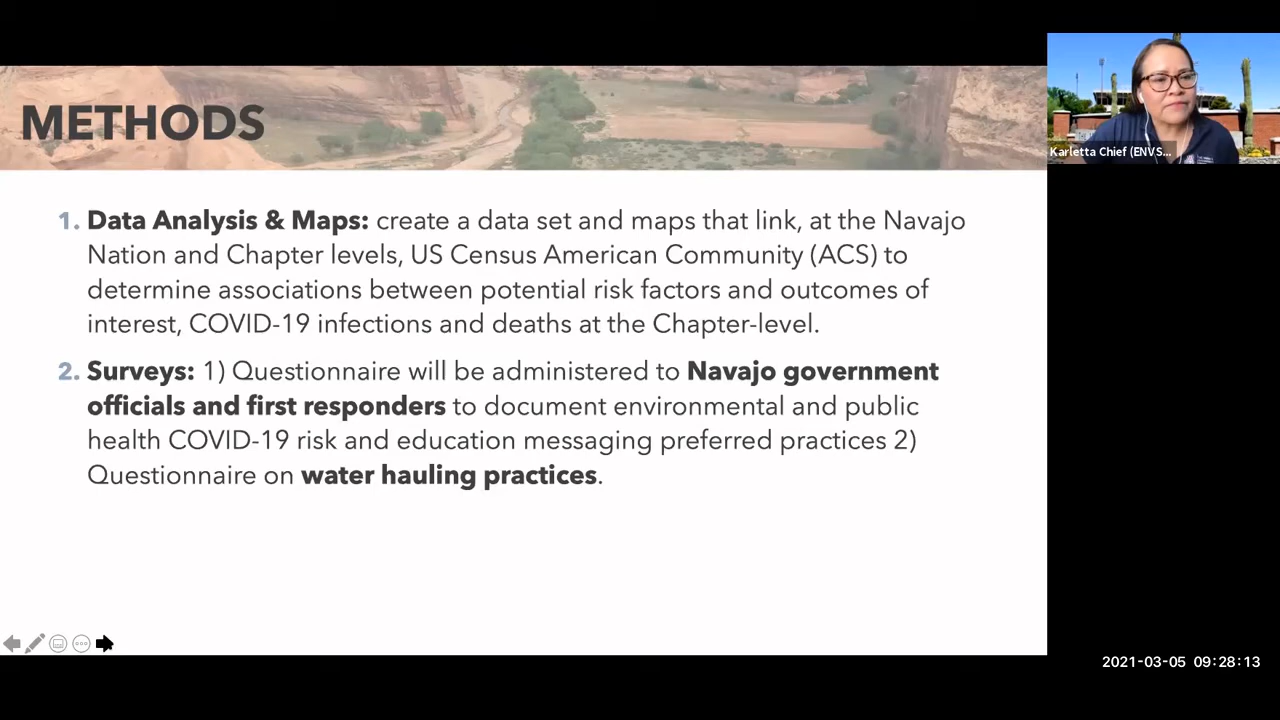 METHODS
1. Data Analysis & Maps: create a data set and maps that link, at the Navajo
Nation and Chapter levels, US Census American Community (ACS) to
determine associations between potential risk factors and outcomes of
interest, COVID-19 infections and deaths at the Chapter-level.
2. Surveys: 1) Questionnaire will be administered to Navajo government
officials and first responders to document environmental and public
health COVID-19 risk and education messaging preferred practices 2)
Questionnaire on water hauling practices.
Karletta Chief (ENVS...
2021-03-05 09:28:13